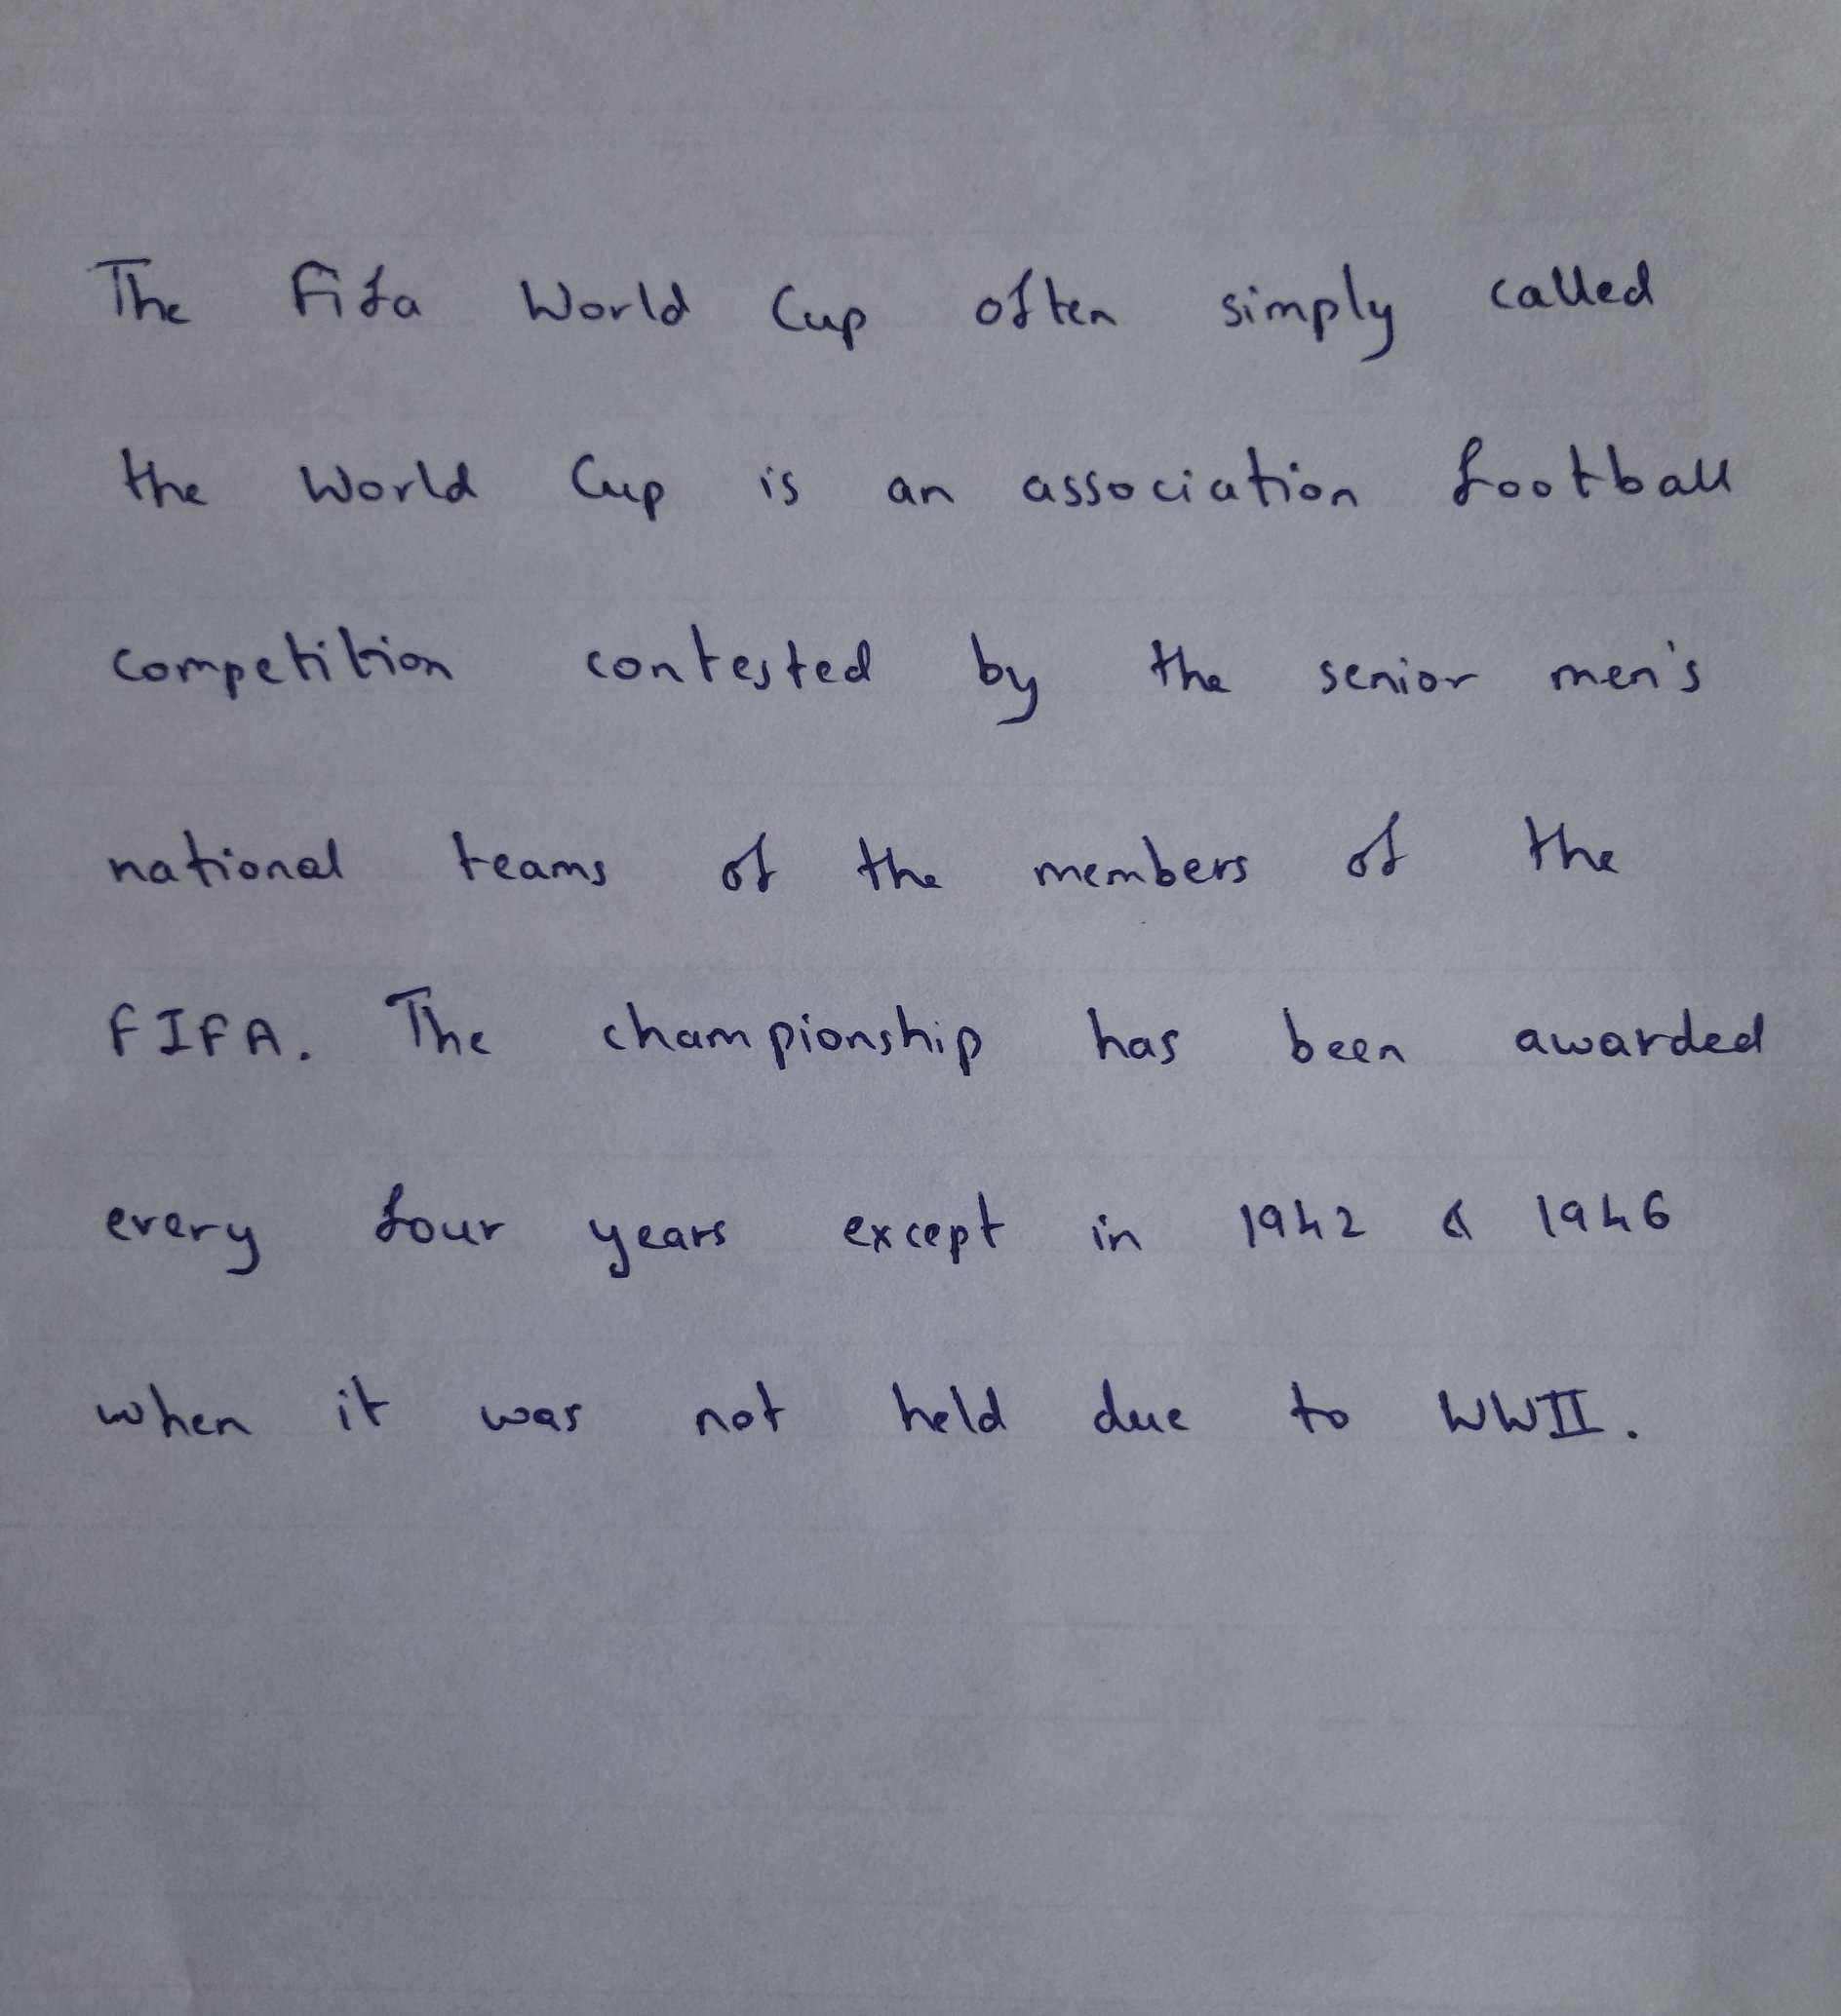 The Fifa World Cup often simply called
the World Cup is an association football
competition contested by the senior men's
national teams of the members of the
FIFA. The championship has been awarded
every four years except in 1942 & 1946
when it was not held due to WWII.